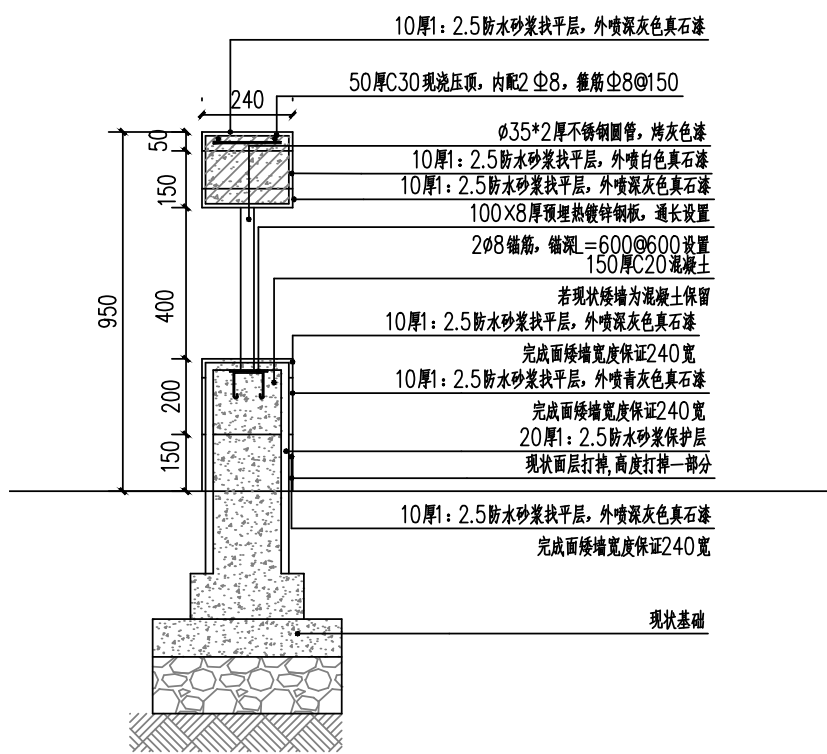 10厚1：2.5防水砂浆找平层，外喷深灰色真石漆
50厚C30现浇压顶，内配2Φ8，箍筋Φ8@150
240
Ø35*2厚不锈钢圆管，烤灰色漆
50
10厚1：2.5防水砂浆找平层，外喷白色真石漆
10厚1：2.5防水砂浆找平层，外喷深灰色真石漆
150
100×8厚预埋热镀锌钢板，通长设置
2Ø8锚筋，锚深L=600@600设置
150厚C20混凝土
若现状矮墙为混凝土保留
950
400
10厚1：2.5防水砂浆找平层，外喷深灰色真石漆
完成面矮墙宽度保证240宽
10厚1：2.5防水砂浆找平层，外喷青灰色真石漆
200
完成面矮墙宽度保证240宽
20厚1：2.5防水砂浆保护层
150
现状面层打掉,高度打掉一部分
10厚1：2.5防水砂浆找平层，外喷深灰色真石漆
完成面矮墙宽度保证240宽
现状基础